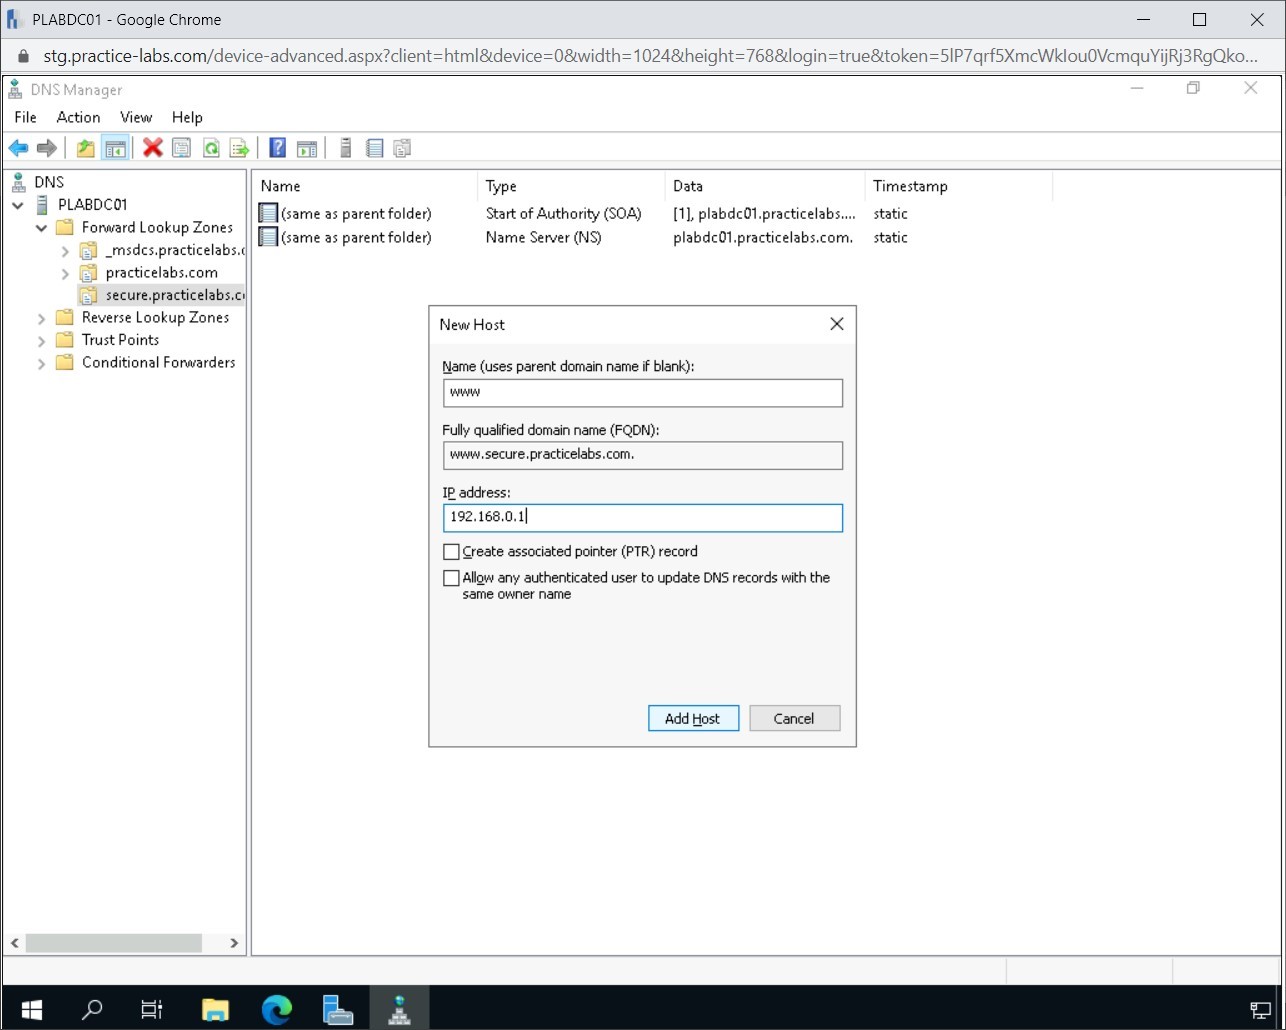 PLABDC01 - Google Chrome
stg.practice-labs.com/device-advanced.aspx?client=html&device=0&width=1024&height=768&login=true&token=5lP7qrf5XmcWkIou0VcmquYijRj3RgQko...
DNS Manager
File Action View Help
DNS
PLABDC01
Forward Lookup Zones
_msdcs.practicelabs.c
practicelabs.com
secure.practicelabs.co
Reverse Lookup Zones
Trust Points
Conditional Forwarders
Name Type Data Timestamp
(same as parent folder) Start of Authority (SOA) [1], plabdc01.practicelabs.... static
(same as parent folder) Name Server (NS) plabdc01.practicelabs.com. static
New Host
Name (uses parent domain name if blank):
www
Fully qualified domain name (FQDN):
www.secure.practicelabs.com.
IP address:
192.168.0.1
Create associated pointer (PTR) record
Allow any authenticated user to update DNS records with the
same owner name
Add Host Cancel